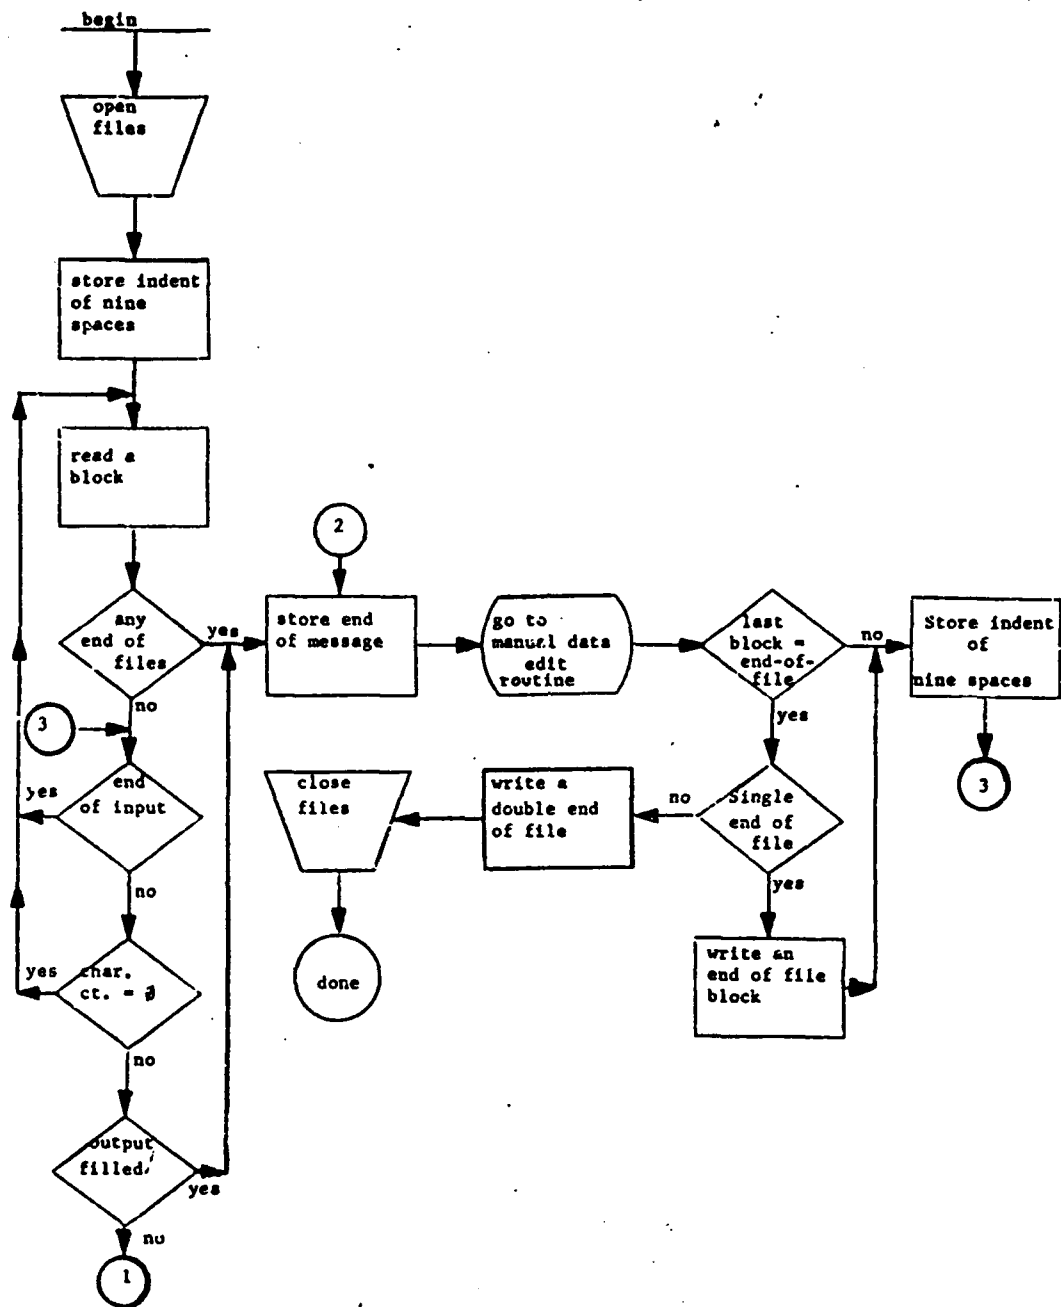 begin
open
files
store indent
of nine
spaces
read a
block
any
end of
files
yes
no
3
end
of input
yes
no
char.
ct. = 0
yes
no
output
filled
yes
no
1
2
store end
of message
go to
manual data
edit
routine
last
block =
end-of-
file
no
yes
Store indent
of
nine spaces
3
Single
end of
file
no
yes
write a
double end
of file
close
files
done
write an
end of file
block